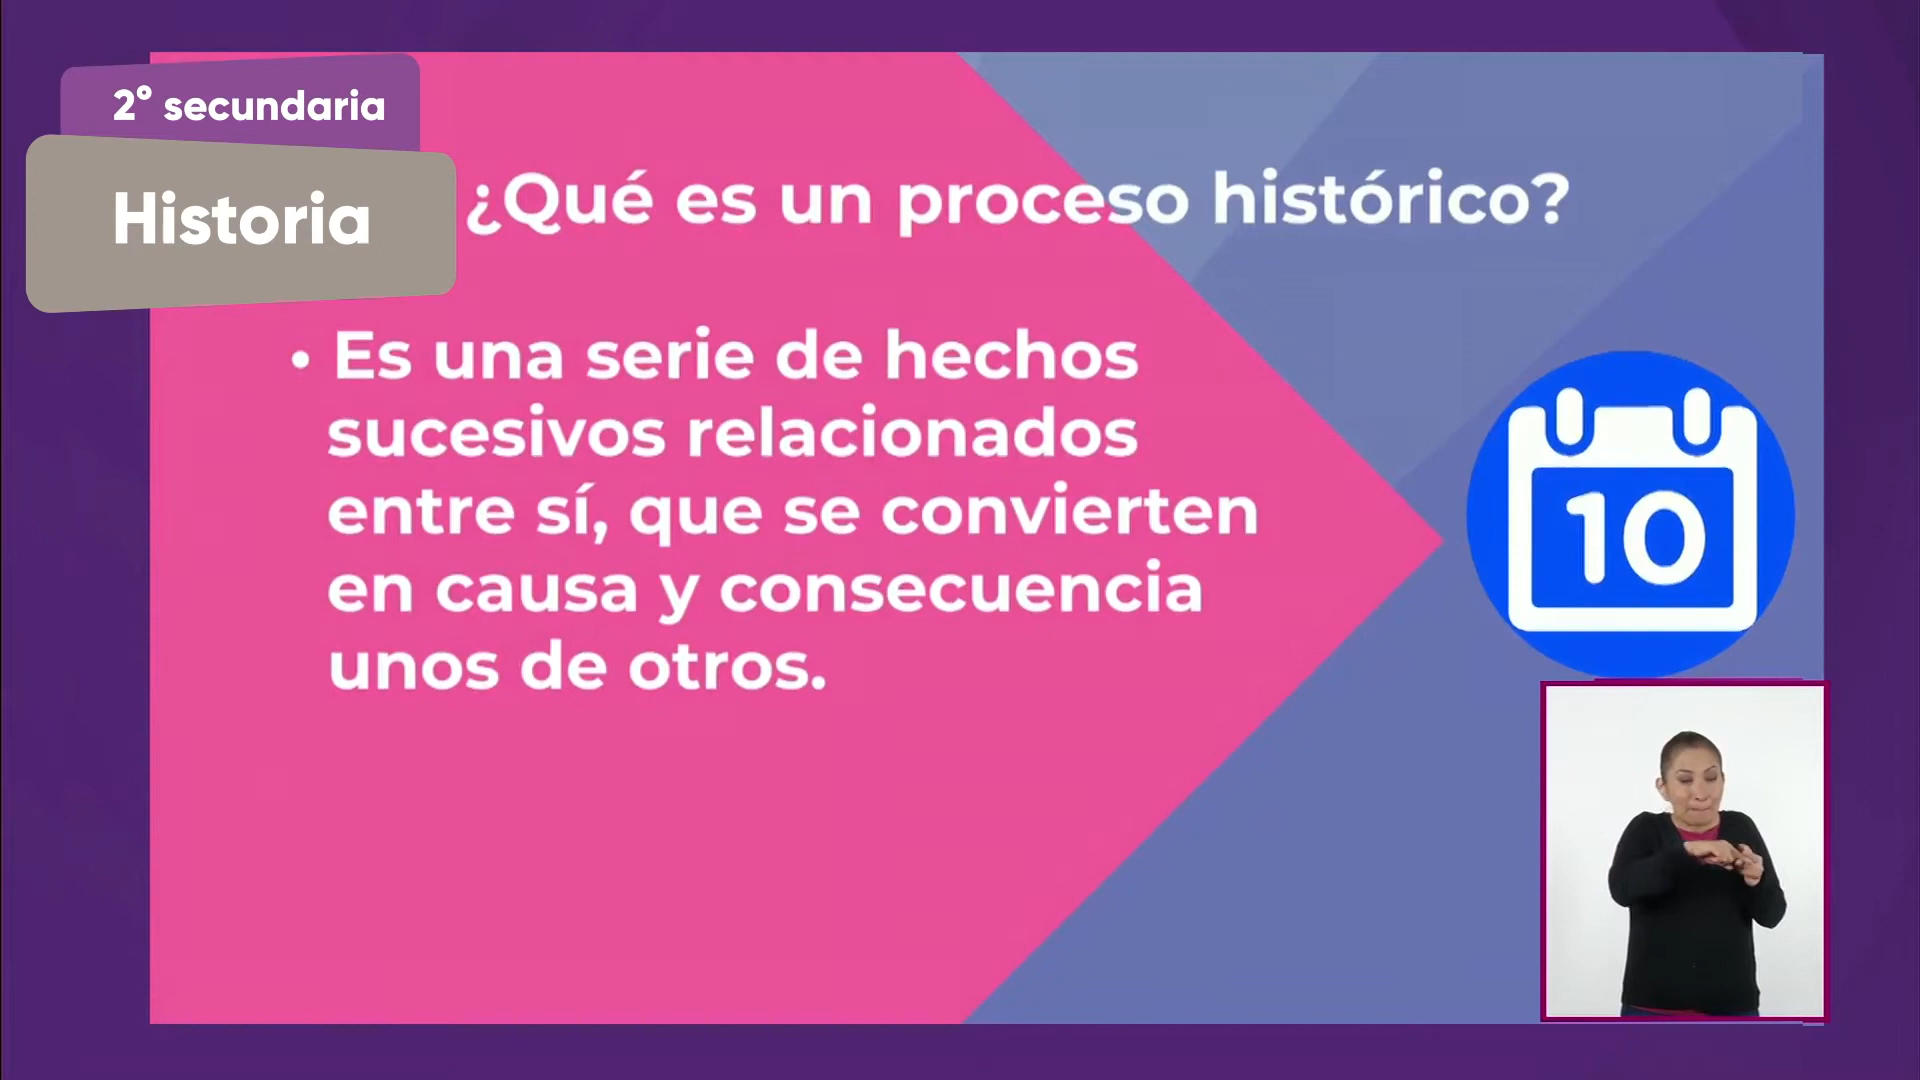 2° secundaria
Historia
¿Qué es un proceso histórico?
• Es una serie de hechos
sucesivos relacionados
entre sí, que se convierten
en causa y consecuencia
unos de otros.
10